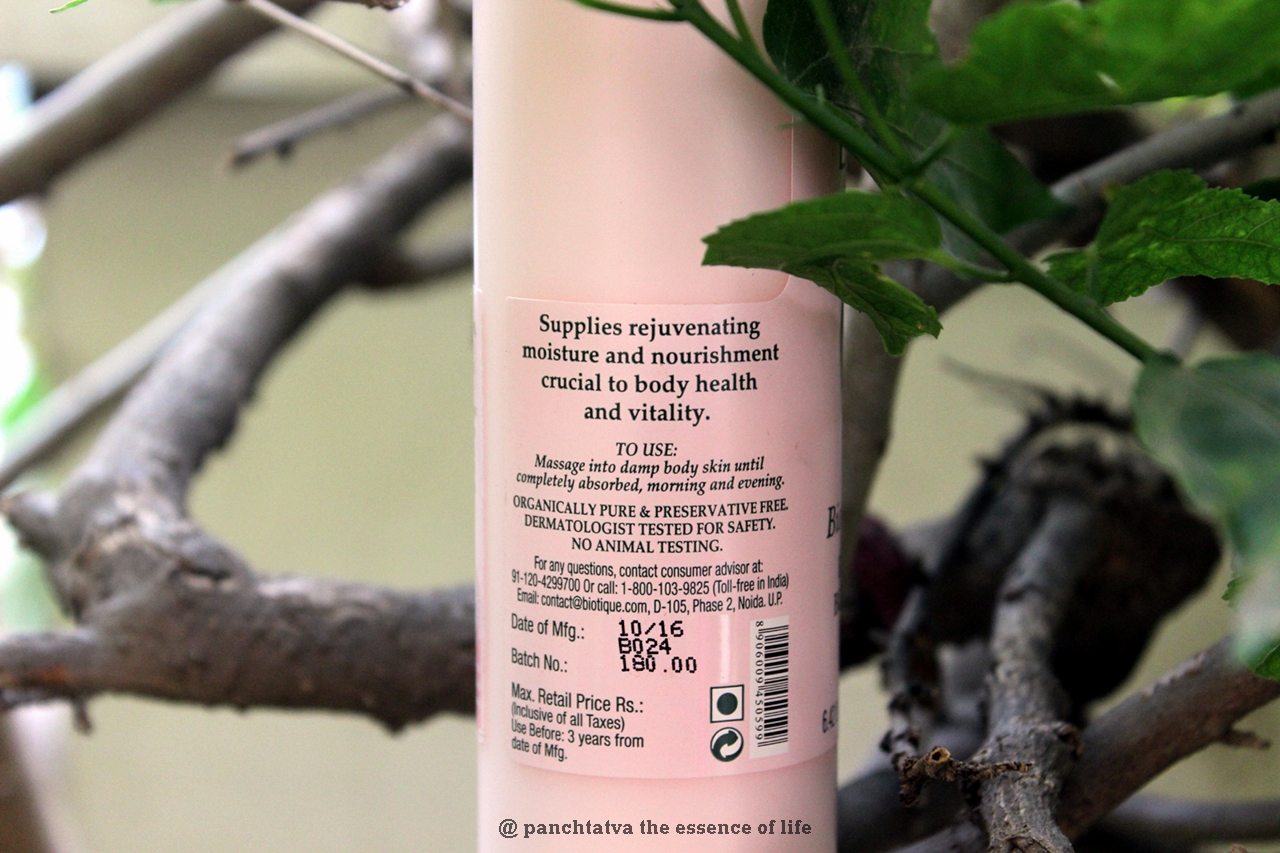 Supplies rejuvenating
moisture and nourishment
crucial to body health
and vitality.
TO USE:
Massage into damp body skin until
completely absorbed, morning and evening.
ORGANICALLY PURE & PRESERVATIVE FREE.
DERMATOLOGIST TESTED FOR SAFETY.
NO ANIMAL TESTING.
For any questions, contact consumer advisor at:
91-120-4299700 Or call: 1-800-103-9825 (Toll-free in India)
Email: contact@biotique.com, D-105, Phase 2, Noida. U.P.
Date of Mfg.: 10/16
B024
Batch No.: 180.00
Max. Retail Price Rs.:
(Inclusive of all Taxes)
Use Before: 3 years from
date of Mfg.
8906009450599
@ panchtatva the essence of life